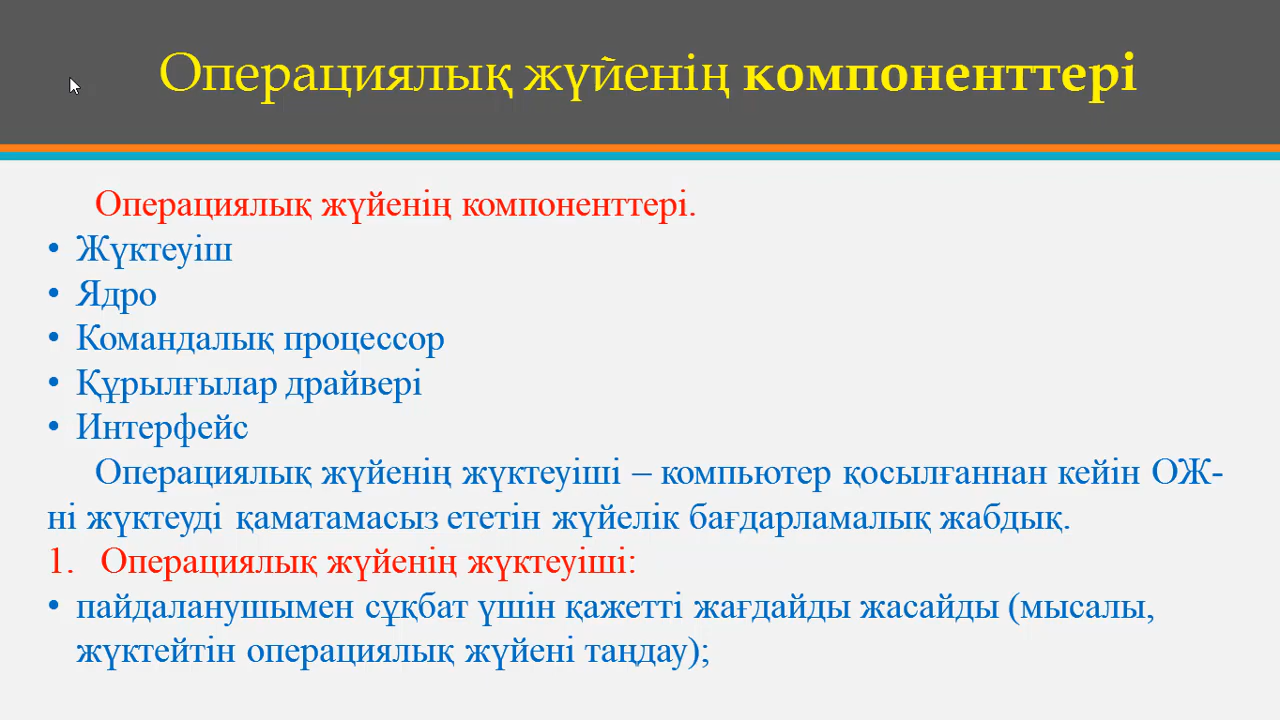 Операциялық жүйенің компоненттері
Операциялық жүйенің компоненттері.
• Жүктеуіш
• Ядро
• Командалық процессор
• Құрылғылар драйвері
• Интерфейс
Операциялық жүйенің жүктеуіші – компьютер қосылғаннан кейін ОЖ-
ні жүктеуді қаматамасыз ететін жүйелік бағдарламалық жабдық.
1. Операциялық жүйенің жүктеуіші:
• пайдаланушымен сұқбат үшін қажетті жағдайды жасайды (мысалы,
жүктейтін операциялық жүйені таңдау);